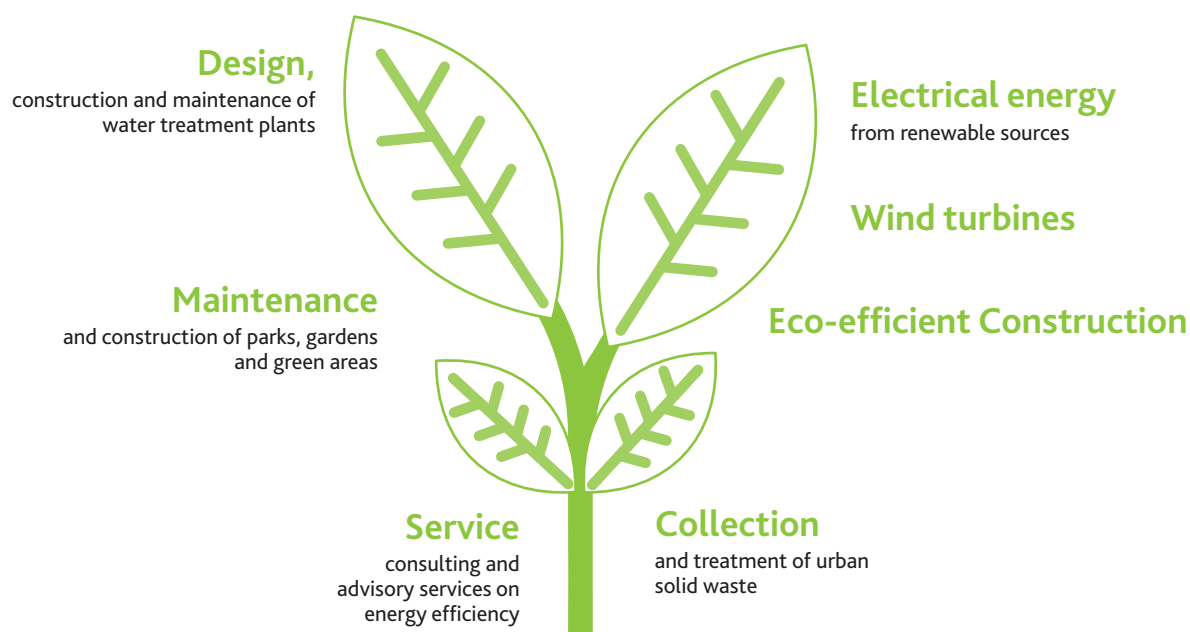 Design,
construction and maintenance of
water treatment plants
Maintenance
and construction of parks, gardens
and green areas
Service
consulting and
advisory services on
energy efficiency
Electrical energy
from renewable sources
Wind turbines
Eco-efficient Construction
Collection
and treatment of urban
solid waste